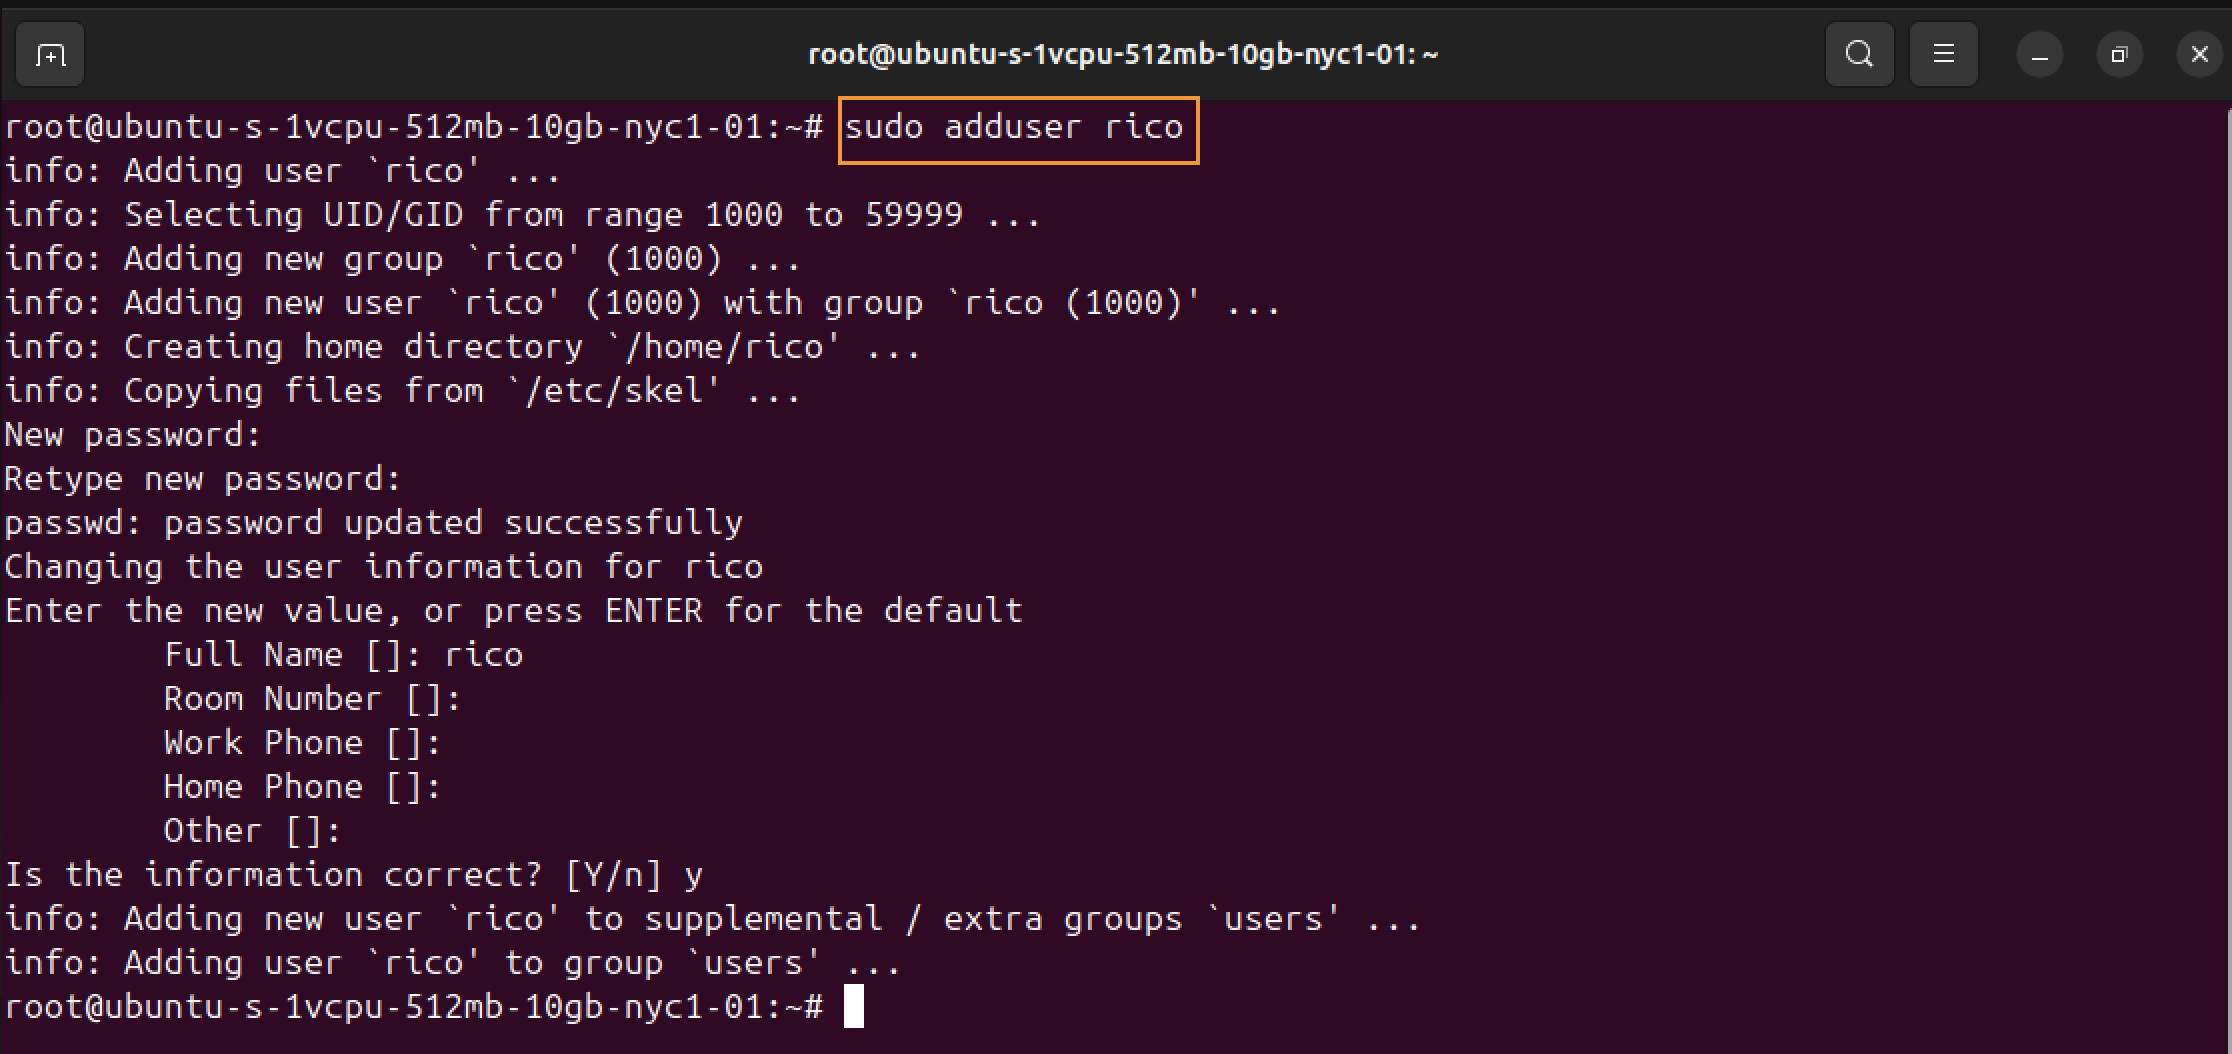 root@ubuntu-s-1vcpu-512mb-10gb-nyc1-01: ~
root@ubuntu-s-1vcpu-512mb-10gb-nyc1-01:~# sudo adduser rico
info: Adding user `rico' ...
info: Selecting UID/GID from range 1000 to 59999 ...
info: Adding new group `rico' (1000) ...
info: Adding new user `rico' (1000) with group `rico (1000)' ...
info: Creating home directory `/home/rico' ...
info: Copying files from `/etc/skel' ...
New password:
Retype new password:
passwd: password updated successfully
Changing the user information for rico
Enter the new value, or press ENTER for the default
Full Name []: rico
Room Number []:
Work Phone []:
Home Phone []:
Other []:
Is the information correct? [Y/n] y
info: Adding new user `rico' to supplemental / extra groups `users' ...
info: Adding user `rico' to group `users' ...
root@ubuntu-s-1vcpu-512mb-10gb-nyc1-01:~#